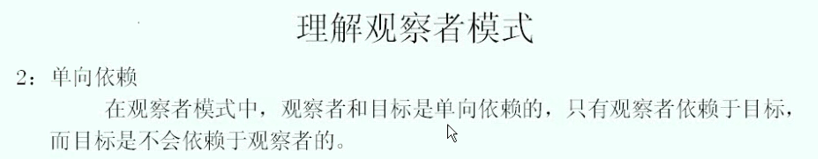 理解观察者模式
2：单向依赖
在观察者模式中，观察者和目标是单向依赖的，只有观察者依赖于目标，
而目标是不会依赖于观察者的。